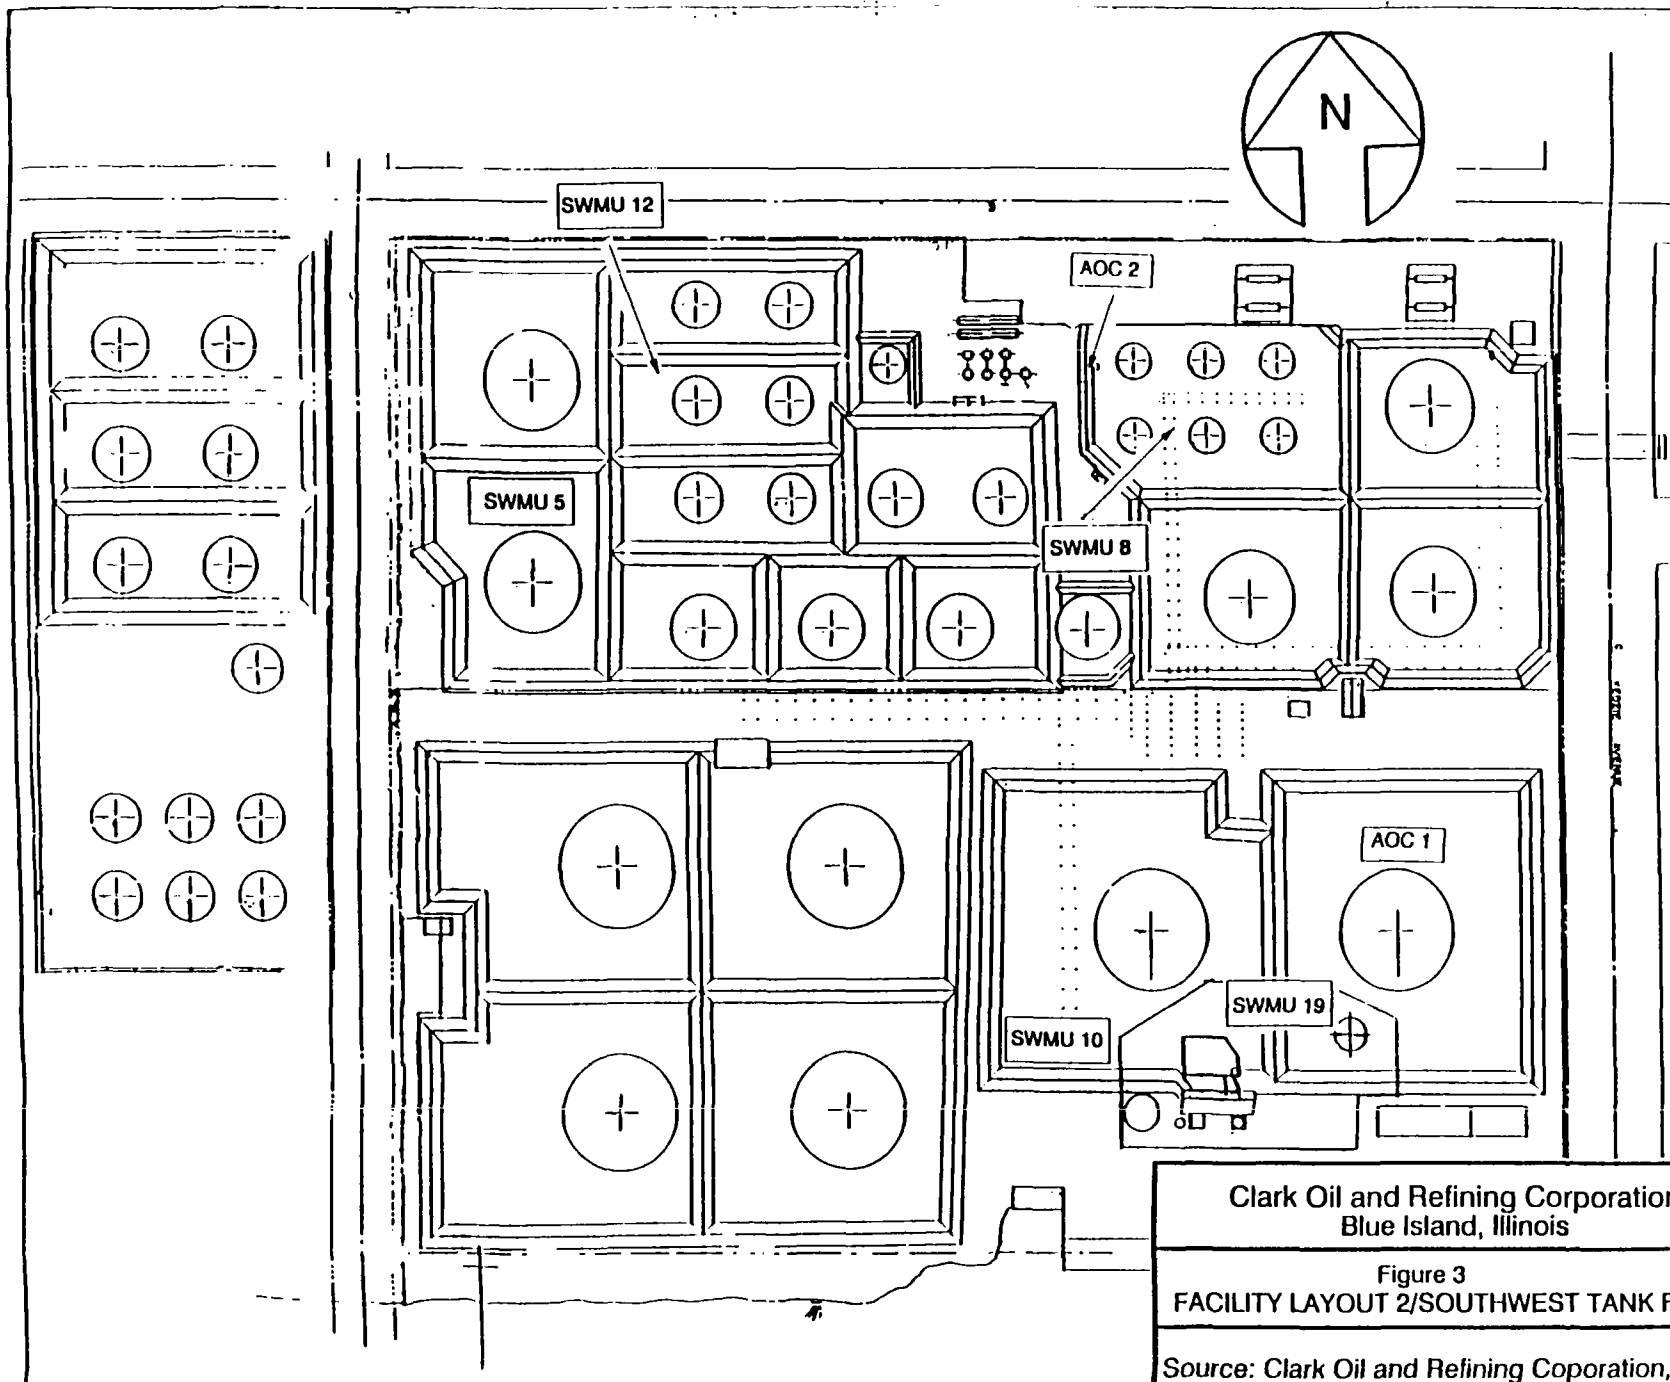 N
SWMU 12
AOC 2
SWMU 5
SWMU 8
AOC 1
SWMU 19
SWMU 10
Clark Oil and Refining Corporation
Blue Island, Illinois
Figure 3
FACILITY LAYOUT 2/SOUTHWEST TANK F
Source: Clark Oil and Refining Coporation,